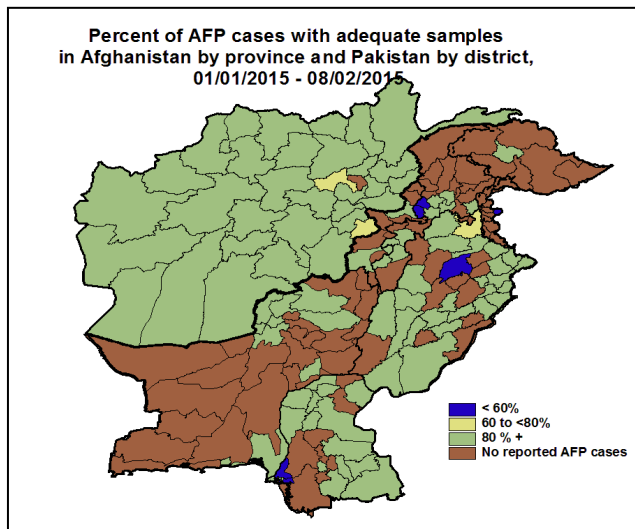 Percent of AFP cases with adequate samples
in Afghanistan by province and Pakistan by district,
01/01/2015 - 08/02/2015
< 60%
60 to <80%
80 % +
No reported AFP cases